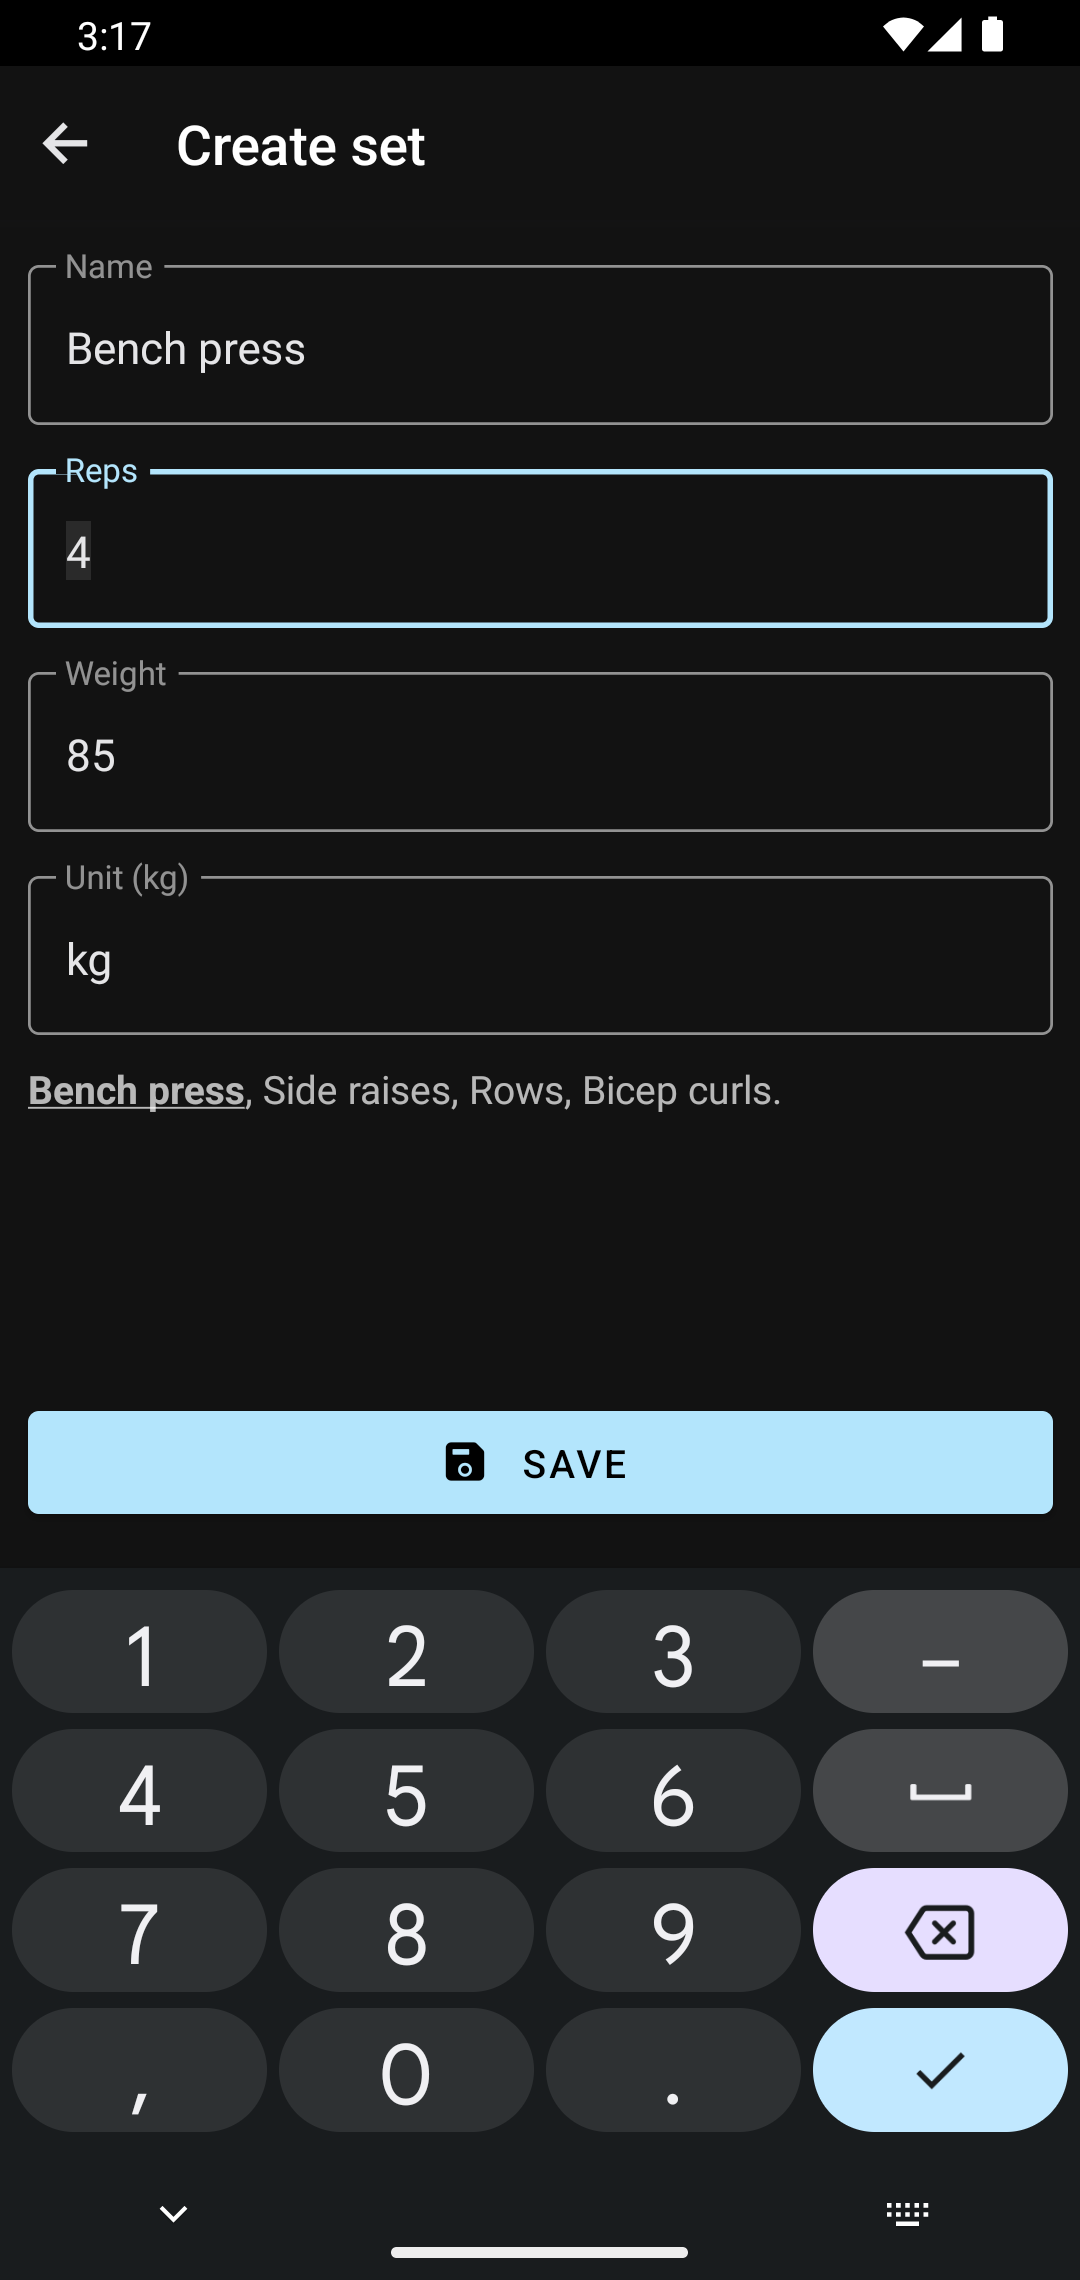 3:17
Create set
Name
Bench press
Reps
4
Weight
85
Unit (kg)
kg
Bench press, Side raises, Rows, Bicep curls.
SAVE
1 2 3 –
4 5 6
7 8 9
, 0 .